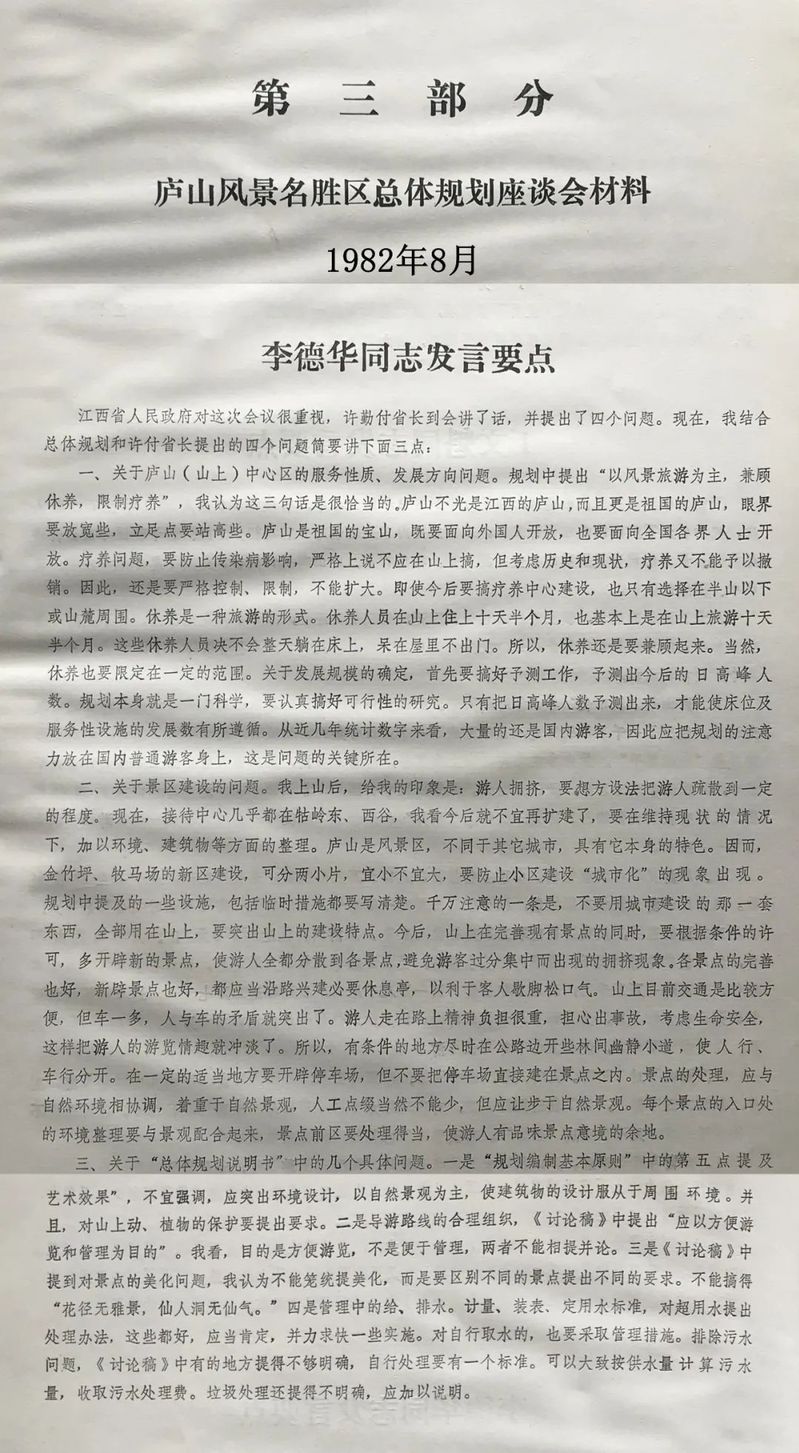 第三部分
庐山风景名胜区总体规划座谈会材料
1982年8月
李德华同志发言要点
江西省人民政府对这次会议很重视，许勤付省长到会讲了话，并提出了四个问题。现在，我结合
总体规划和许付省长提出的四个问题简要讲下面三点：
一、关于庐山（山上）中心区的服务性质、发展方向问题。规划中提出“以风景旅游为主，兼顾
休养，限制疗养”，我认为这三句话是很恰当的。庐山不光是江西的庐山，而且更是祖国的庐山，眼界
要放宽些，立足点要站高些。庐山是祖国的宝山，既要面向外国人开放，也要面向全国各界人士开
放。疗养问题，要防止传染病影响，严格上说不应在山上搞，但考虑历史和现状，疗养又不能予以撤
销。因此，还是要严格控制、限制，不能扩大。即使今后要搞疗养中心建设，也只有选择在半山以下
或山麓周围。休养是一种旅游的形式。休养人员在山上住上十天半个月，也基本上是在山上旅游十天
半个月。这些休养人员决不会整天躺在床上，呆在屋里不出门。所以，休养还是要兼顾起来。当然，
休养也要限定在一定的范围。关于发展规模的确定，首先要搞好予测工作，予测出今后的日高峰人
数。规划本身就是一门科学，要认真搞好可行性的研究。只有把日高峰人数予测出来，才能使床位及
服务性设施的发展数有所遵循。从近几年统计数字来看，大量的还是国内游客，因此应把规划的注意
力放在国内普通游客身上，这是问题的关键所在。
二、关于景区建设的问题。我上山后，给我的印象是：游人拥挤，要想方设法把游人疏散到一定
的程度。现在，接待中心几乎都在牯岭东、西谷，我看今后就不宜再扩建了，要在维持现状的情况
下，加以环境、建筑物等方面的整理。庐山是风景区，不同于其它城市，具有它本身的特色。因而，
金竹坪、牧马场的新区建设，可分两小片，宜小不宜大，要防止小区建设“城市化”的现象出现。
规划中提及的一些设施，包括临时措施都要写清楚。千万注意的一条是，不要用城市建设的那一套
东西，全部用在山上，要突出山上的建设特点。今后，山上在完善现有景点的同时，要根据条件的许
可，多开辟新的景点，使游人全都分散到各景点，避免游客过分集中而出现的拥挤现象。各景点的完善
也好，新辟景点也好，都应当沿路兴建必要休息亭，以利于客人歇脚松口气。山上目前交通是比较方
便，但车一多，人与车的矛盾就突出了。游人走在路上精神负担很重，担心出事故，考虑生命安全，
这样把游人的游览情趣就冲淡了。所以，有条件的地方尽时在公路边开些林间幽静小道，使人行、
车行分开。在一定的适当地方要开辟停车场，但不要把停车场直接建在景点之内。景点的处理，应与
自然环境相协调，着重于自然景观，人工点缀当然不能少，但应让步于自然景观。每个景点的入口处
的环境整理要与景观配合起来，景点前区要处理得当，使游人有品味景点意境的余地。
三、关于“总体规划说明书”中的几个具体问题。一是“规划编制基本原则”中的第五点提及
艺术效果”，不宜强调，应突出环境设计，以自然景观为主，使建筑物的设计服从于周围环境。并
且，对山上动、植物的保护要提出要求。二是导游路线的合理组织，《讨论稿》中提出“应以方便游
览和管理为目的”。我看，目的是方便游览，不是便于管理，两者不能相提并论。三是《讨论稿》中
提到对景点的美化问题，我认为不能笼统提美化，而是要区别不同的景点提出不同的要求。不能搞得
“花径无雅景，仙人洞无仙气。”四是管理中的给、排水。计量、装表、定用水标准，对超用水提出
处理办法，这些都好，应当肯定，并力求快一些实施。对自行取水的，也要采取管理措施。排除污水
问题，《讨论稿》中有的地方提得不够明确，自行处理要有一个标准。可以大致按供水量计算污水
量，收取污水处理费。垃圾处理还提得不明确，应加以说明。